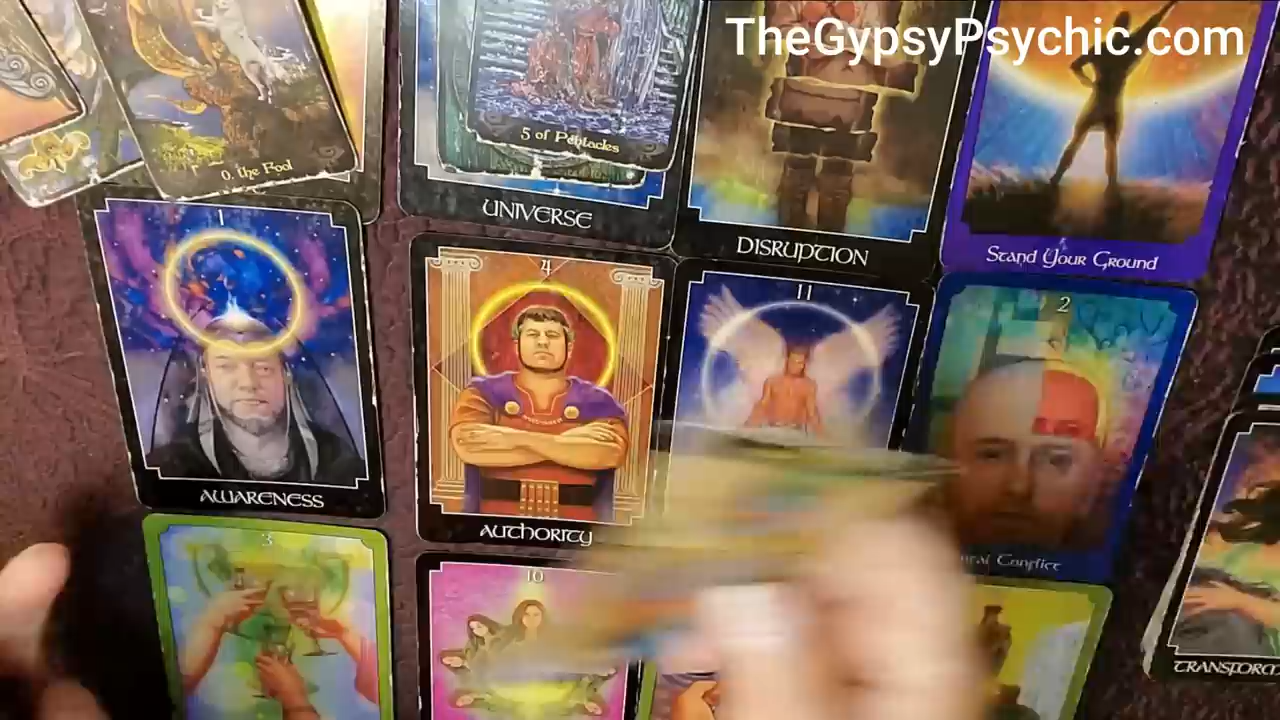 TheGypsyPsychic.com
5 of Pentacles
0. the Fool
UNIVERSE
DISRUPTION
Stand Your Ground
1
4
11
2
AWARENESS
AUTHORITY
Conflict
3
10